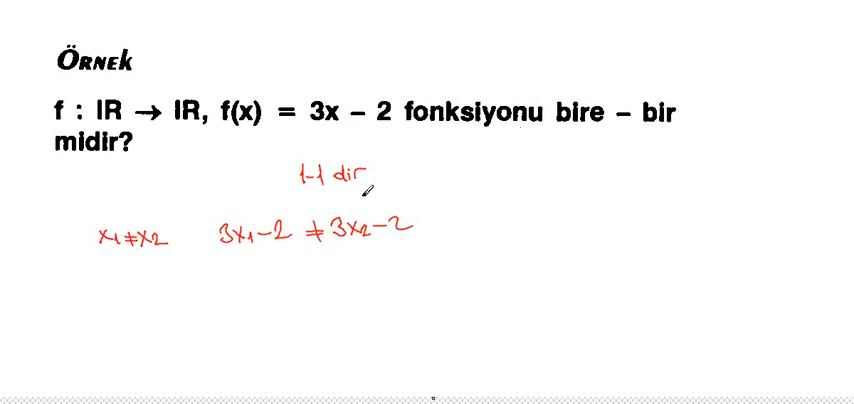 ÖRNEk
f : IR → IR, f(x) = 3x – 2 fonksiyonu bire – bir
midir?
1-1 dir
x₁≠x₂ 3x₁-2 ≠ 3x₂-2